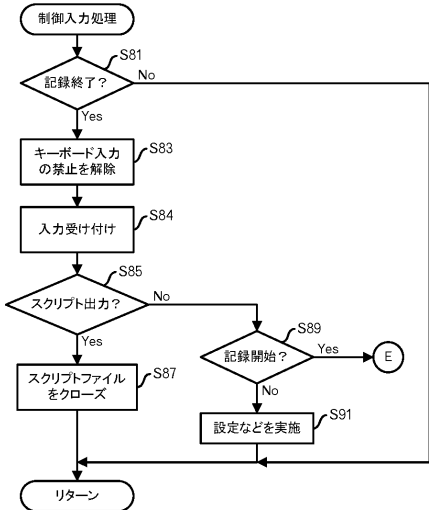 制御入力処理
S81
記録終了？
No
Yes
キーボード入力
の禁止を解除
S83
入力受け付け
S84
S85
スクリプト出力？
No
Yes
S89
記録開始？
Yes
E
No
スクリプトファイル
をクローズ
S87
設定などを実施
S91
リターン